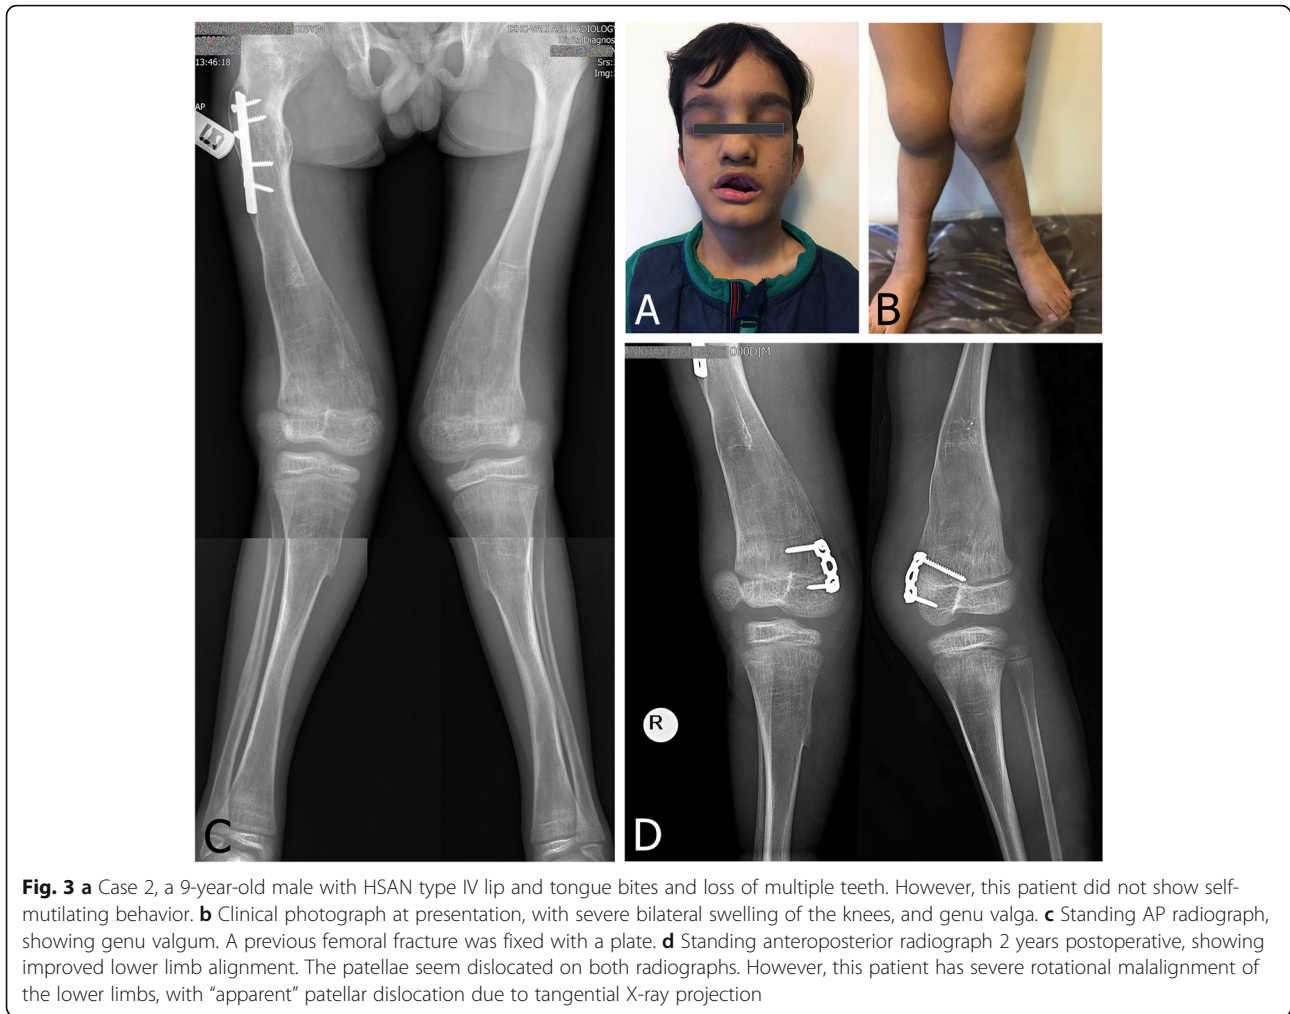 13:46:18
Srs:
Img:
AP
A
B
C
D
R
000D|M
Fig. 3 a Case 2, a 9-year-old male with HSAN type IV lip and tongue bites and loss of multiple teeth. However, this patient did not show self-
mutilating behavior. b Clinical photograph at presentation, with severe bilateral swelling of the knees, and genu valga. c Standing AP radiograph,
showing genu valgum. A previous femoral fracture was fixed with a plate. d Standing anteroposterior radiograph 2 years postoperative, showing
improved lower limb alignment. The patellae seem dislocated on both radiographs. However, this patient has severe rotational malalignment of
the lower limbs, with “apparent” patellar dislocation due to tangential X-ray projection